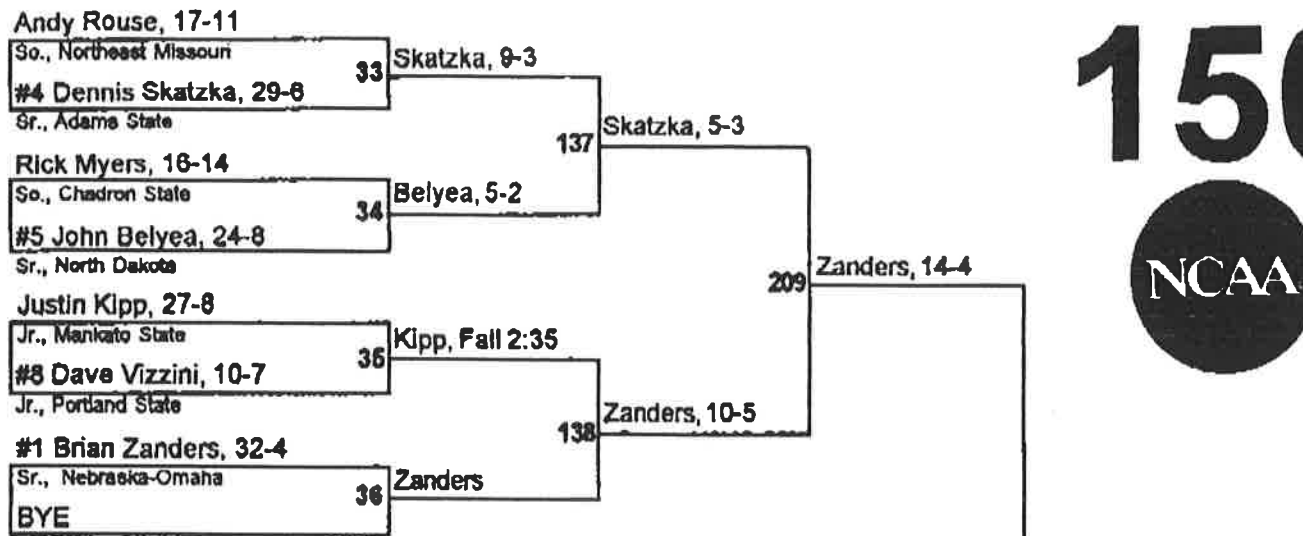 Andy Rouse, 17-11
So., Northeast Missouri
33
Skatzka, 9-3
#4 Dennis Skatzka, 29-6
Sr., Adams State
137
Skatzka, 5-3
Rick Myers, 16-14
So., Chadron State
34
Belyea, 5-2
#5 John Belyea, 24-8
Sr., North Dakota
209
Zanders, 14-4
Justin Kipp, 27-8
Jr., Mankato State
35
Kipp, Fall 2:35
#8 Dave Vizzini, 10-7
Jr., Portland State
138
Zanders, 10-5
#1 Brian Zanders, 32-4
Sr., Nebraska-Omaha
36
Zanders
BYE
150
NCAA